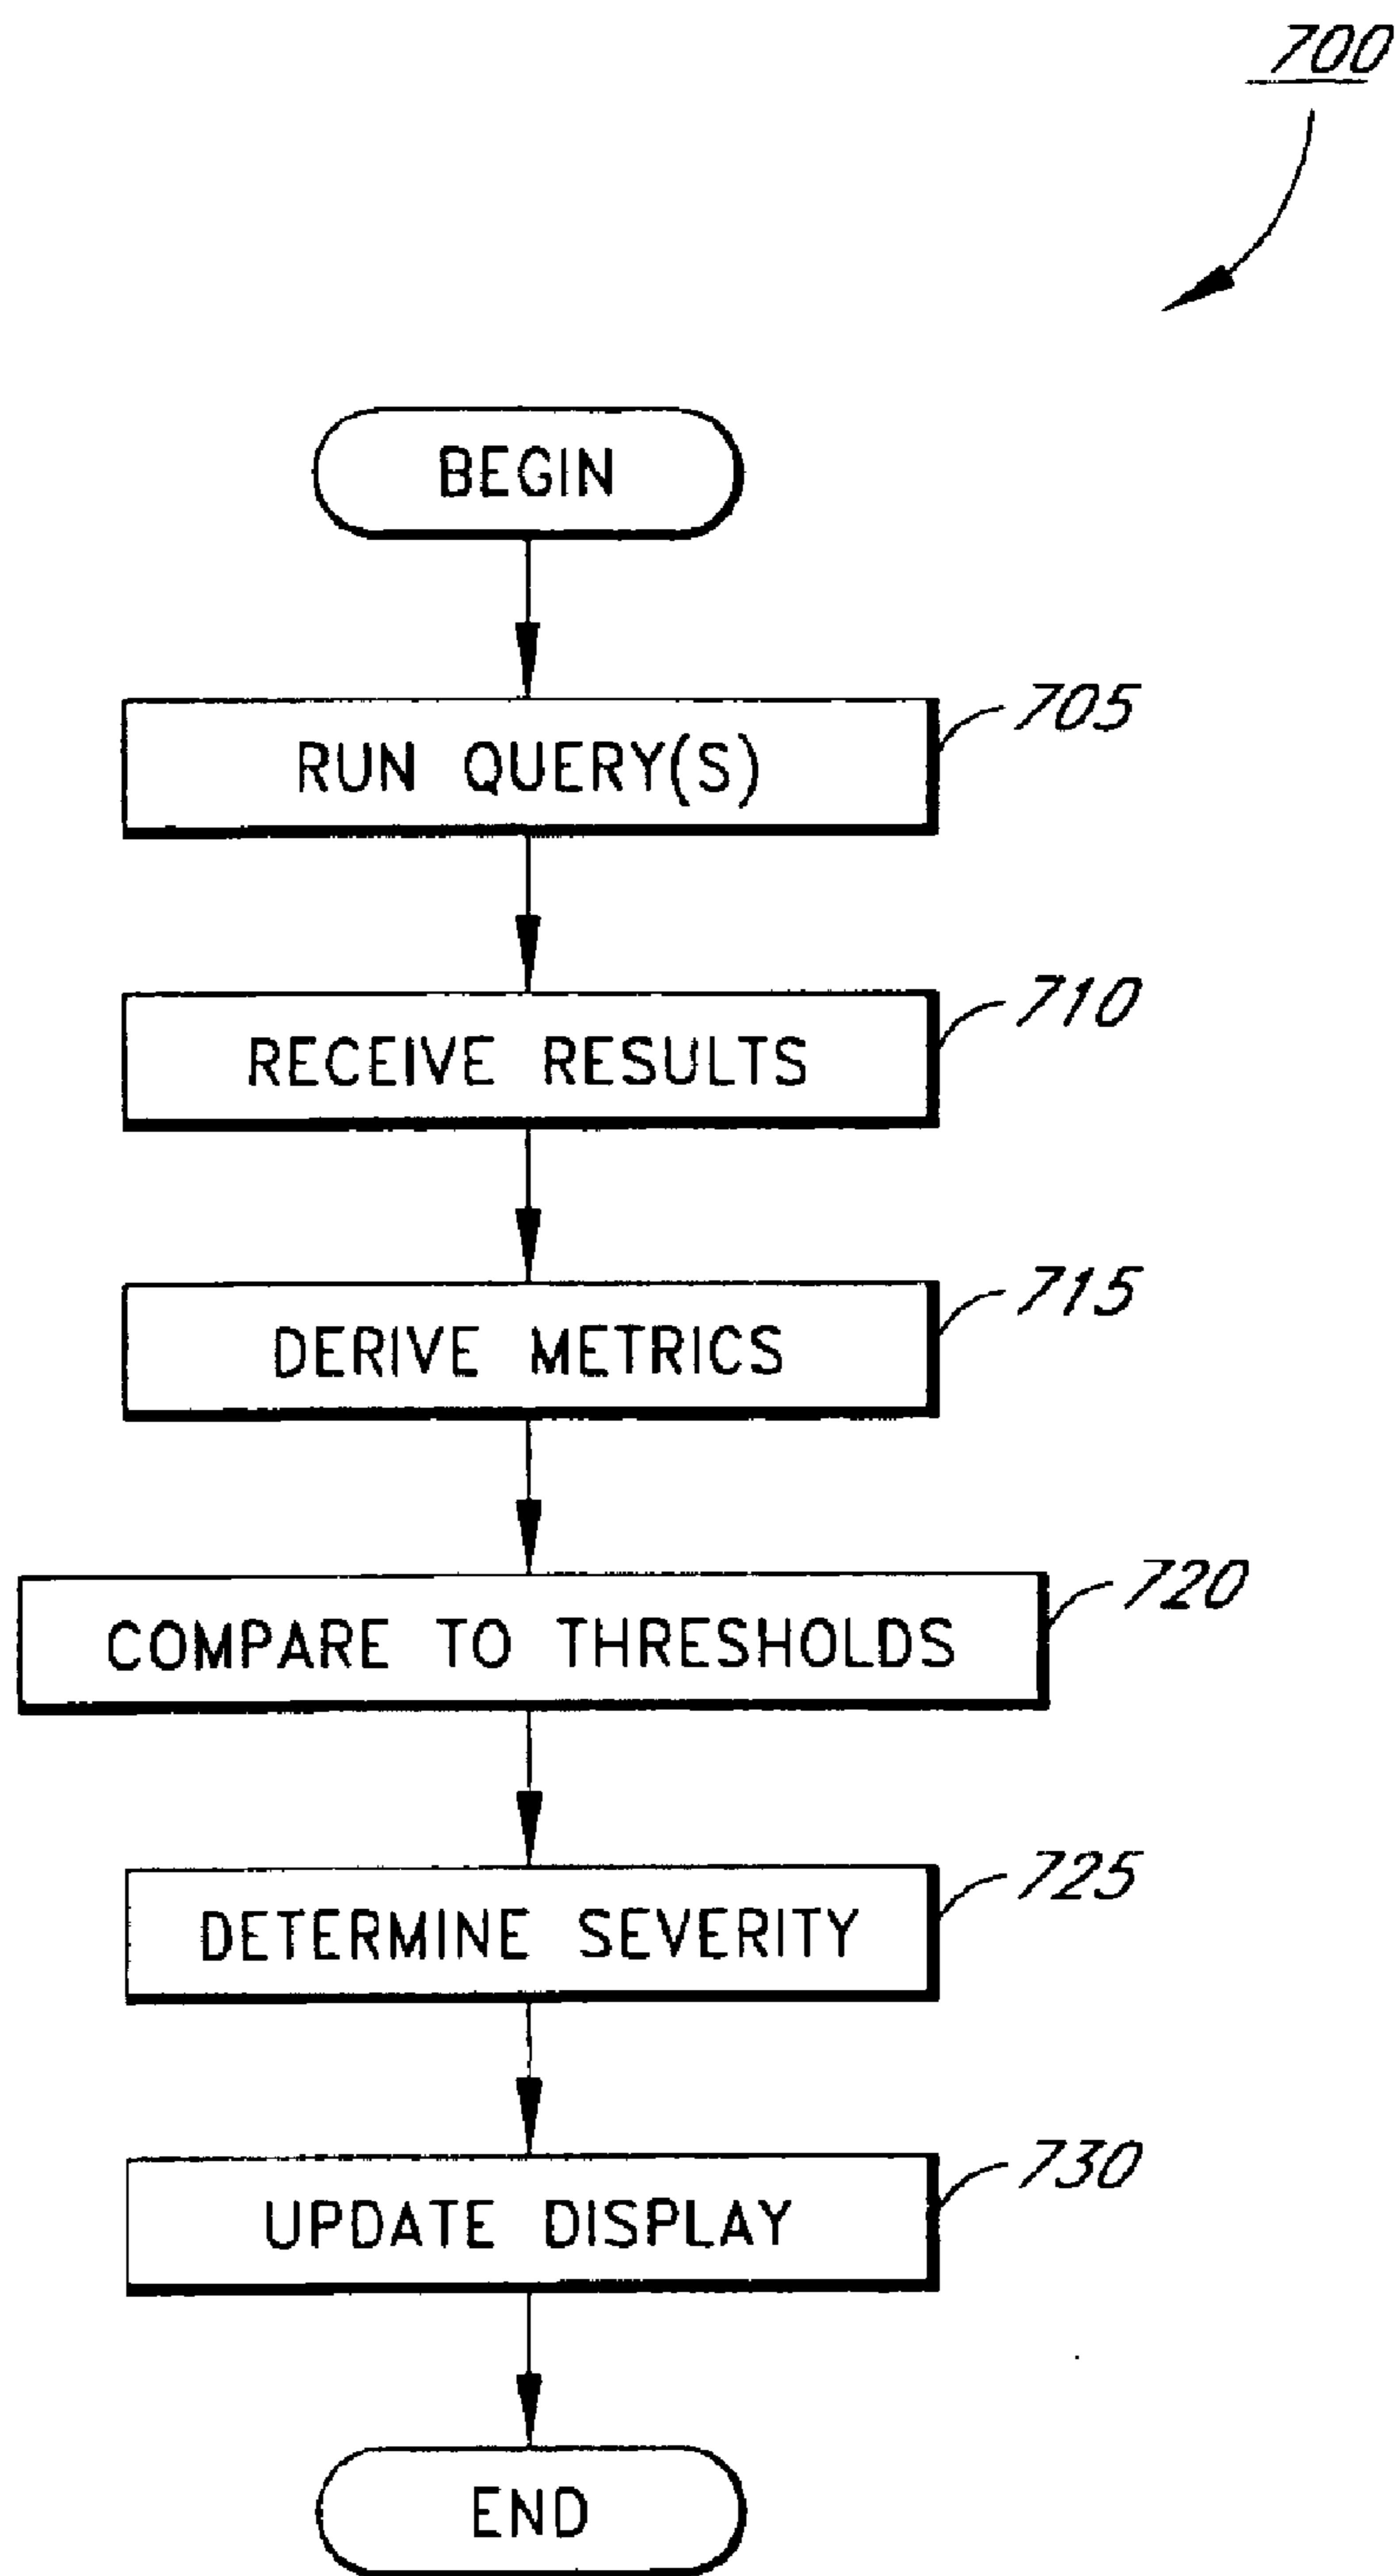 700
BEGIN
RUN QUERY(S)
705
RECEIVE RESULTS
710
DERIVE METRICS
715
COMPARE TO THRESHOLDS
720
DETERMINE SEVERITY
725
UPDATE DISPLAY
730
END